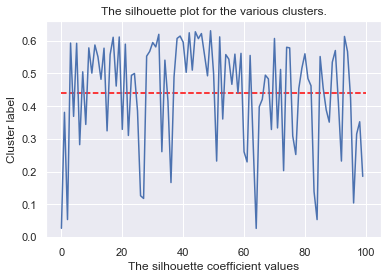 The silhouette plot for the various clusters.
Cluster label
0.6
0.5
0.4
0.3
0.2
0.1
0.0
0 20 40 60 80 100
The silhouette coefficient values